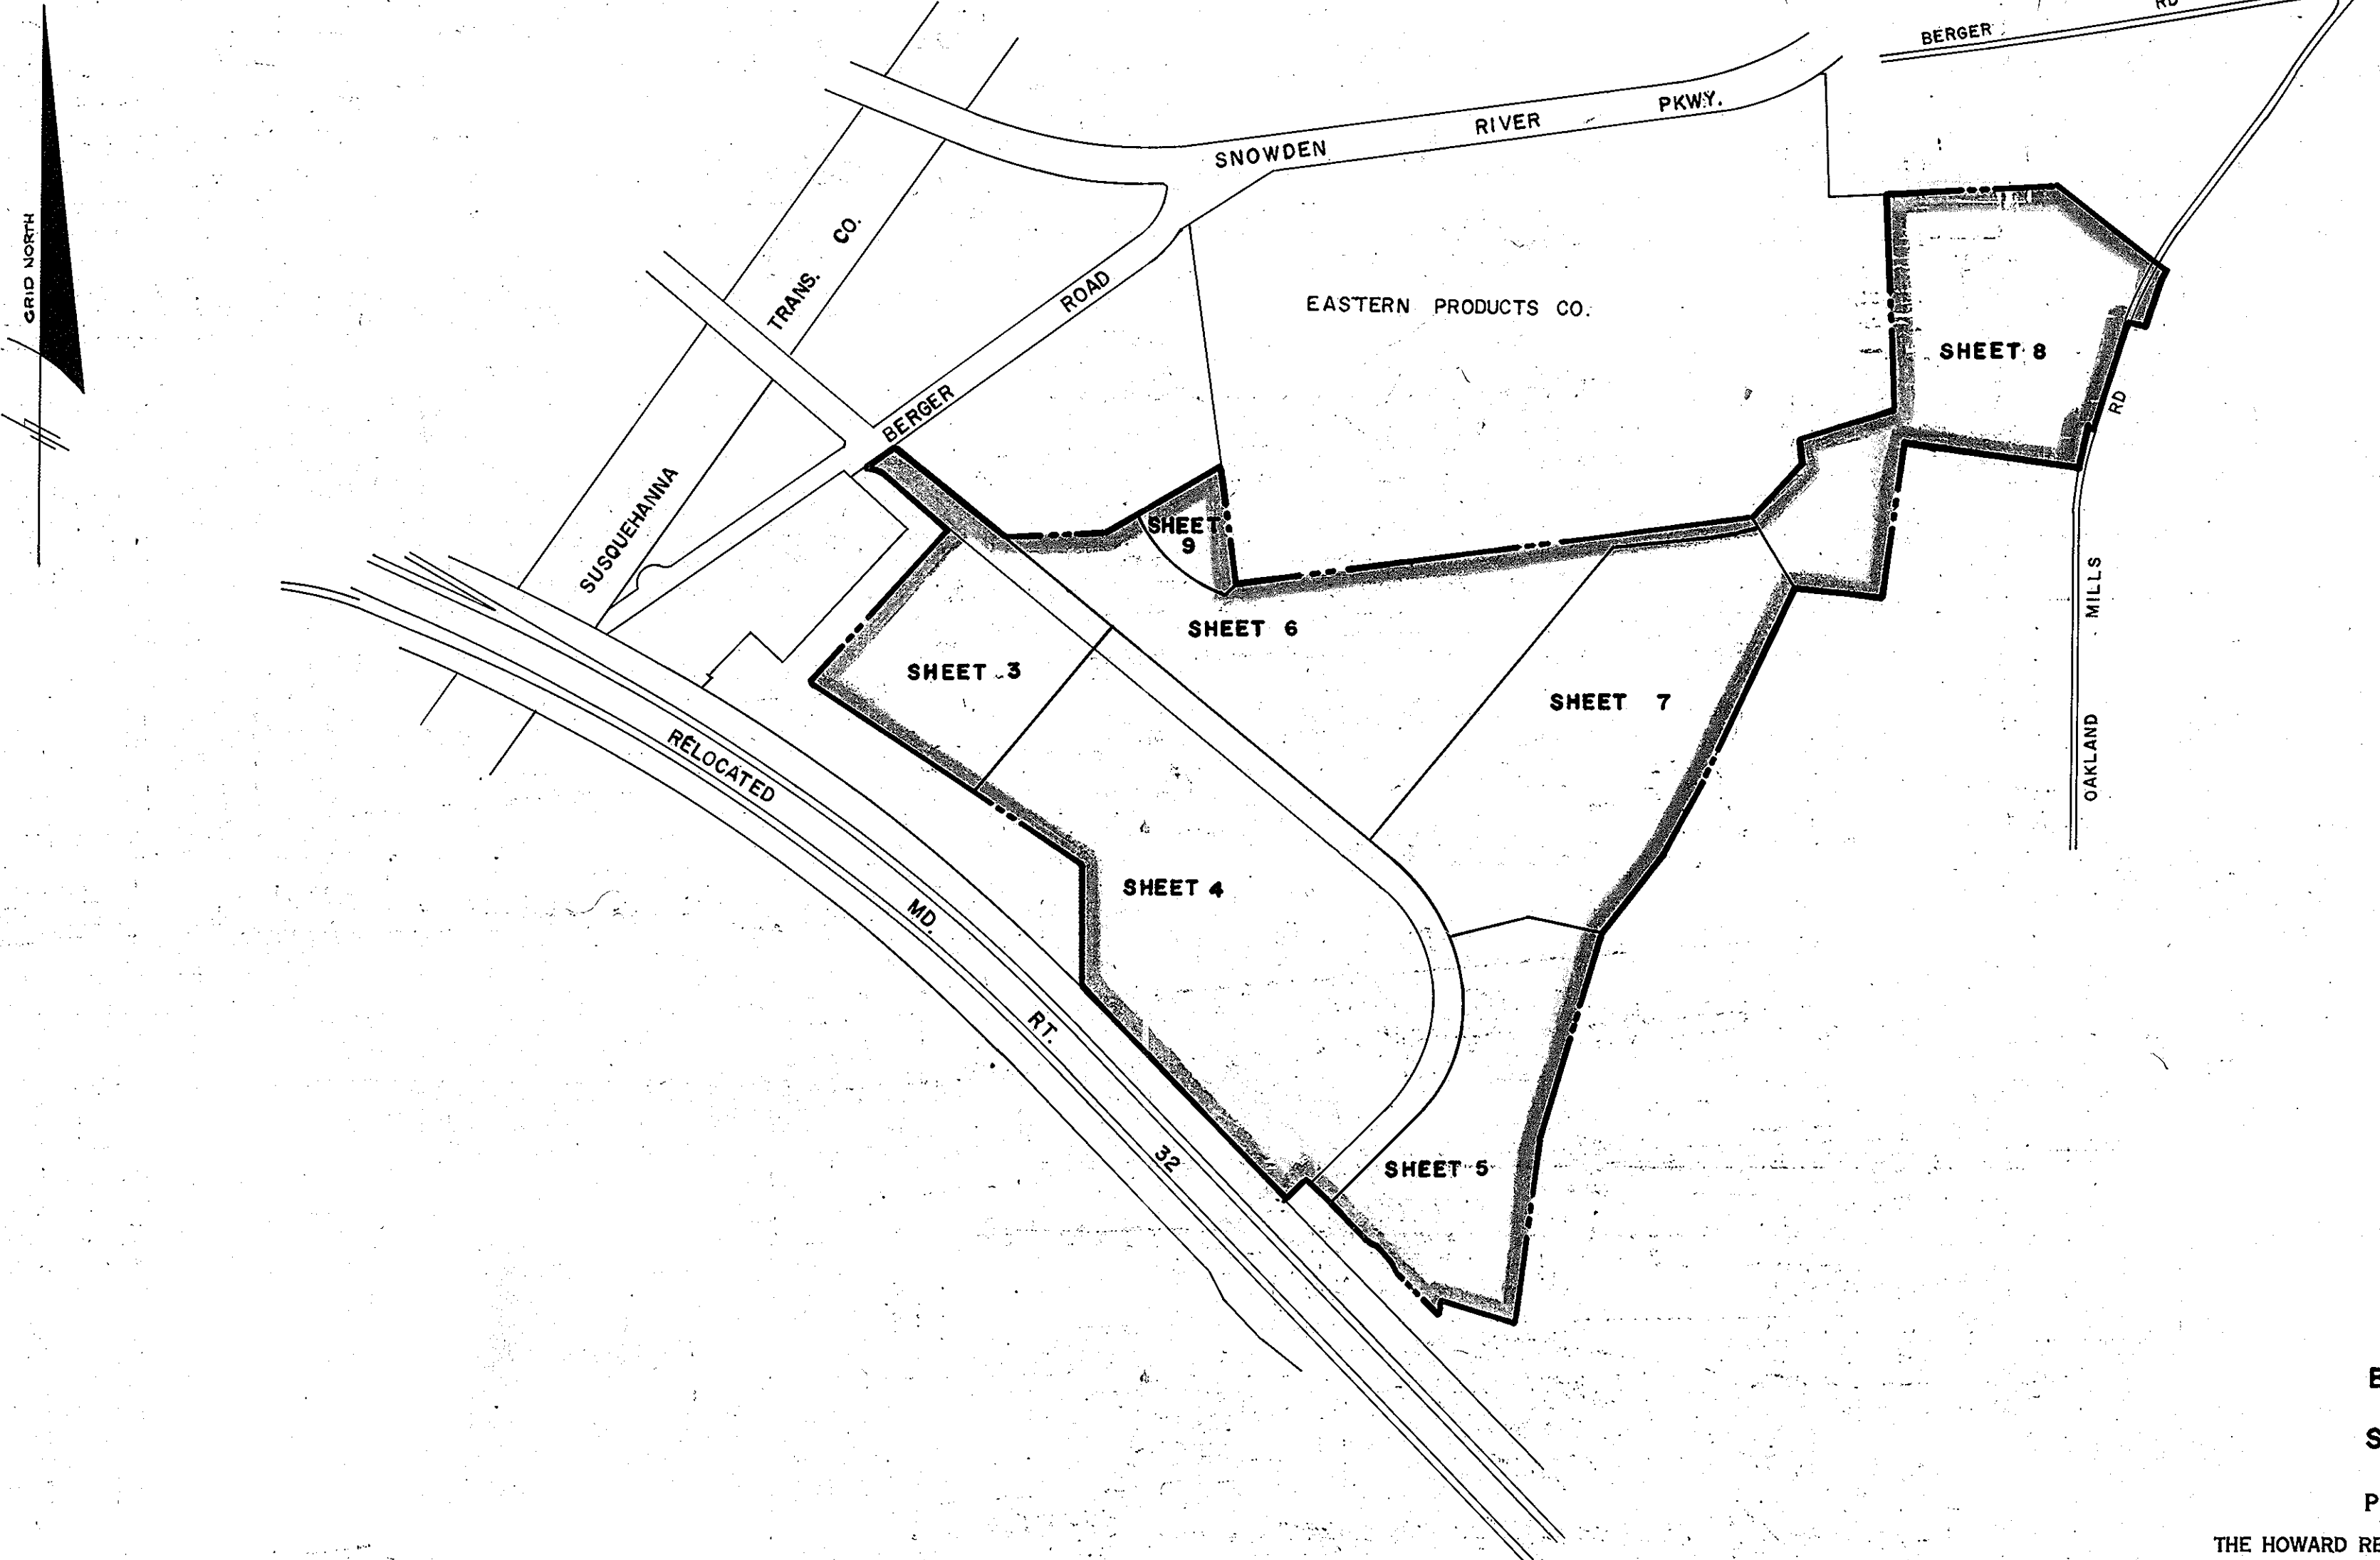 RD
BERGER
PKWY.
RIVER
SNOWDEN
GRID NORTH
SUSQUEHANNA TRANS. CO.
BERGER ROAD
EASTERN PRODUCTS CO.
SHEET 8
RD
SHEET
9
SHEET 6
SHEET 3
SHEET 7
OAKLAND MILLS
RELOCATED MD. RT. 32
SHEET 4
SHEET 5
E
S
P
THE HOWARD RE